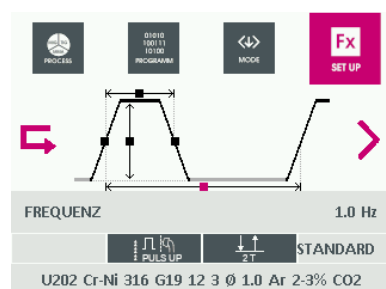 01010
100111
10100
Fx
PROCESS
PROGRAMM
MODE
SET UP
FREQUENZ 1.0 Hz
PULS UP
2T
STANDARD
U202 Cr-Ni 316 G19 12 3 Ø 1.0 Ar 2-3% CO2